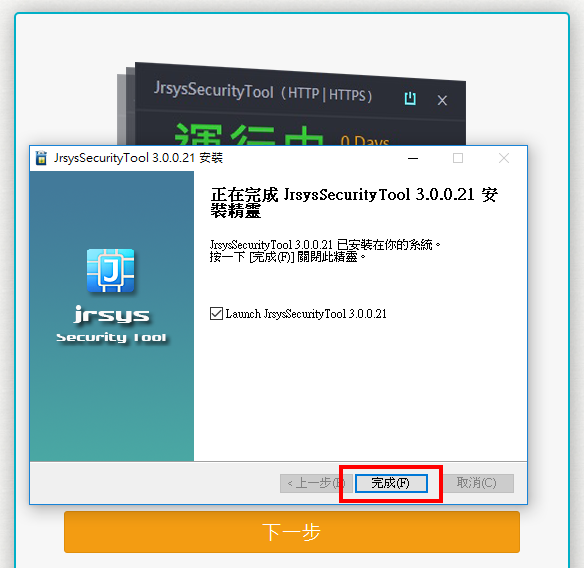 JrsysSecurityTool ( HTTP | HTTPS )
運行中
0 Days
JrsysSecurityTool 3.0.0.21 安裝
正在完成 JrsysSecurityTool 3.0.0.21 安
裝精靈
JrsysSecurityTool 3.0.0.21 已安裝在你的系統。
按一下 [完成(F)] 關閉此精靈。
J
jrsys
Security Tool
Launch JrsysSecurityTool 3.0.0.21
< 上一步(
完成(F)
取消(C)
下一步